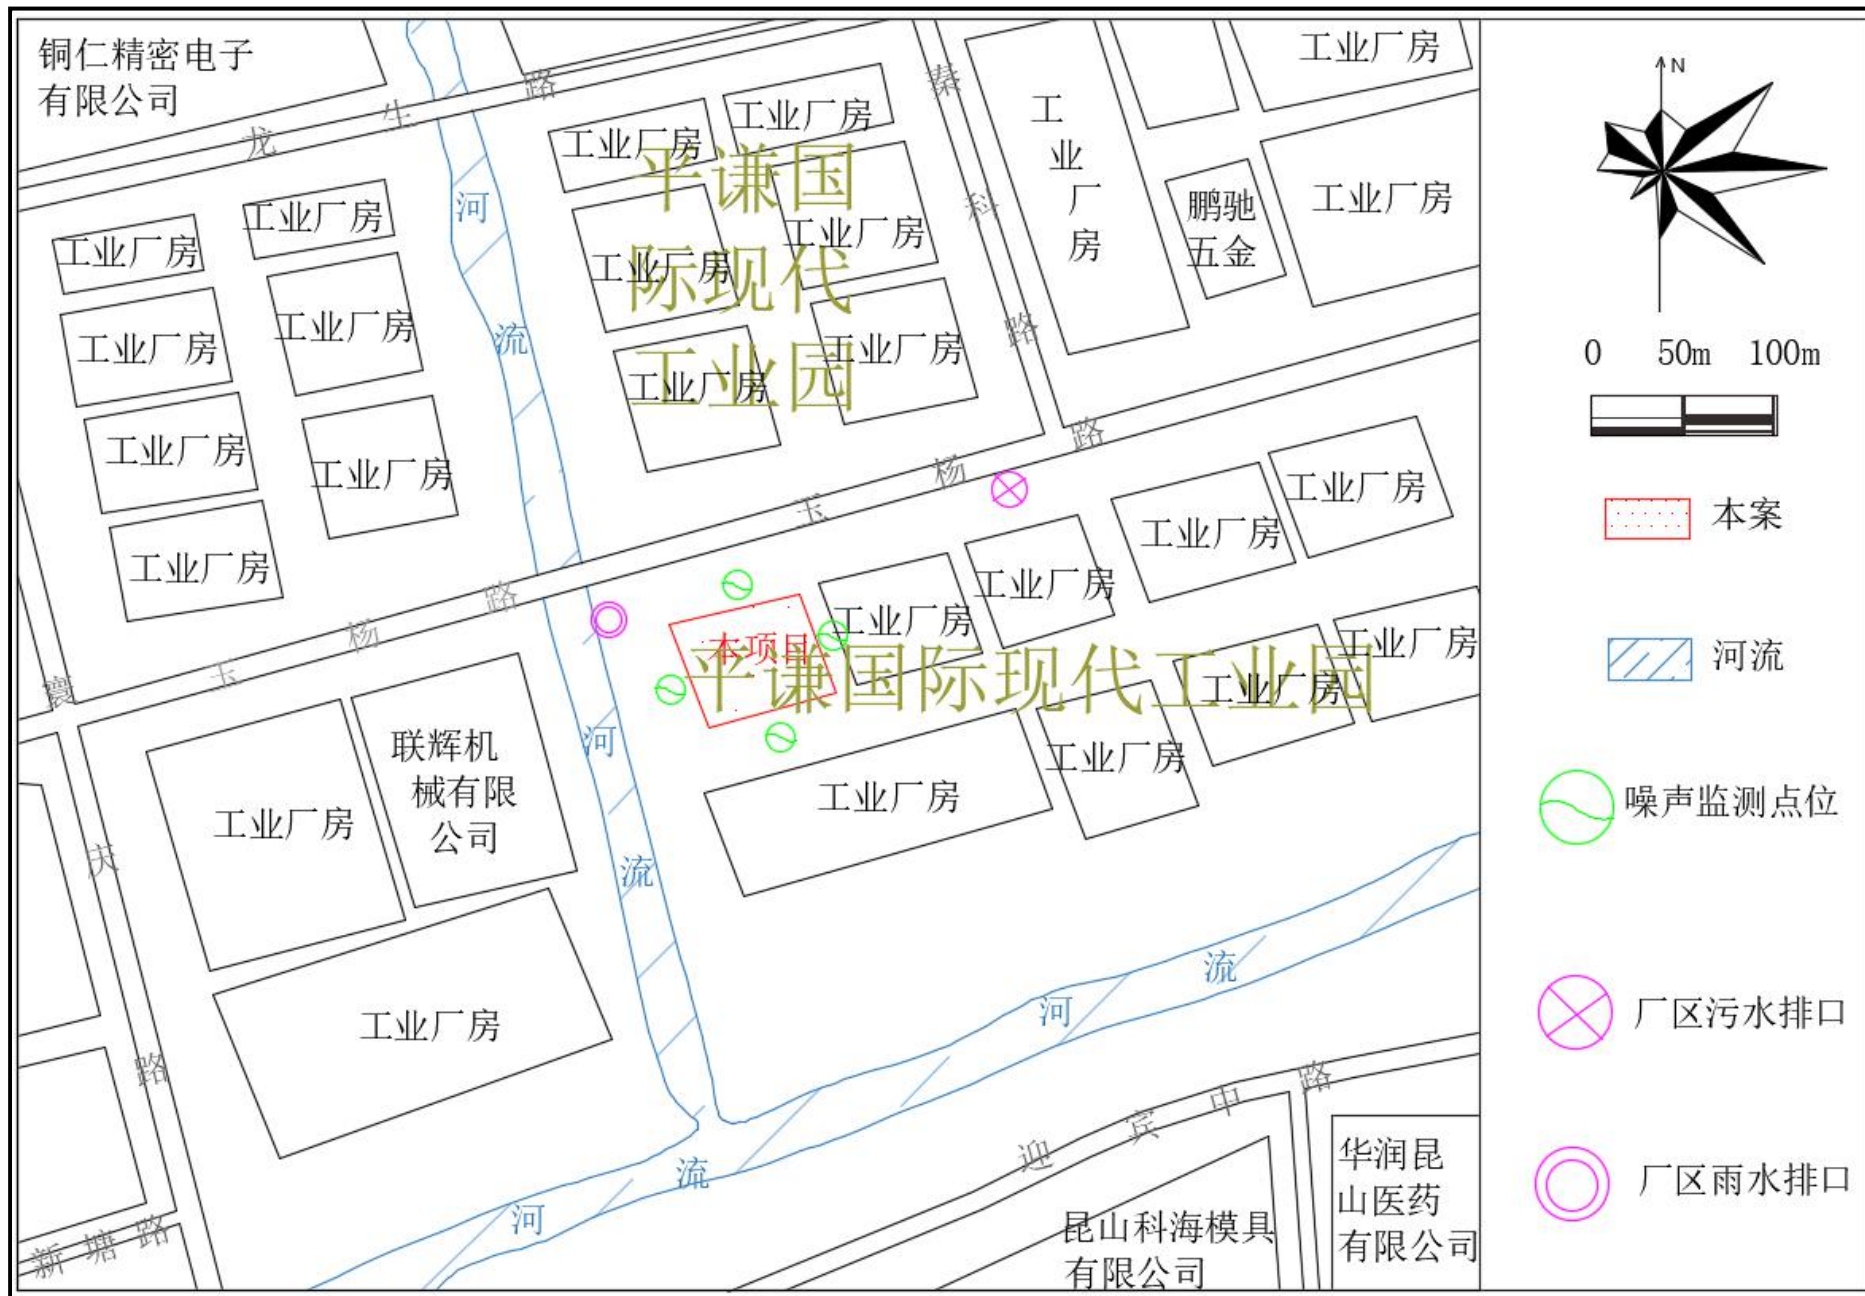 铜仁精密电子
有限公司
龙生路
秦科路
工业厂房
工业厂房
工业厂房
工业厂房
工业厂房
鹏驰
五金
工业厂房
工业厂房
工业厂房
工业厂房
工业厂房
工业厂房
工业厂房
工业厂房
工业厂房
工业厂房
工业厂房
工业厂房
工业厂房
平谦国
际现代
工业园
河流
玉杨路
玉杨路
工业厂房
工业厂房
工业厂房
工业厂房
本项目
工业厂房
工业厂房
平谦国际现代工业园
工业厂房
工业厂房
寰庆路
联辉机
械有限
公司
工业厂房
工业厂房
河流
河流
河流
迎宾中路
新塘路
昆山科海模具
有限公司
华润昆
山医药
有限公司
N
0 50m 100m
本案
河流
噪声监测点位
厂区污水排口
厂区雨水排口